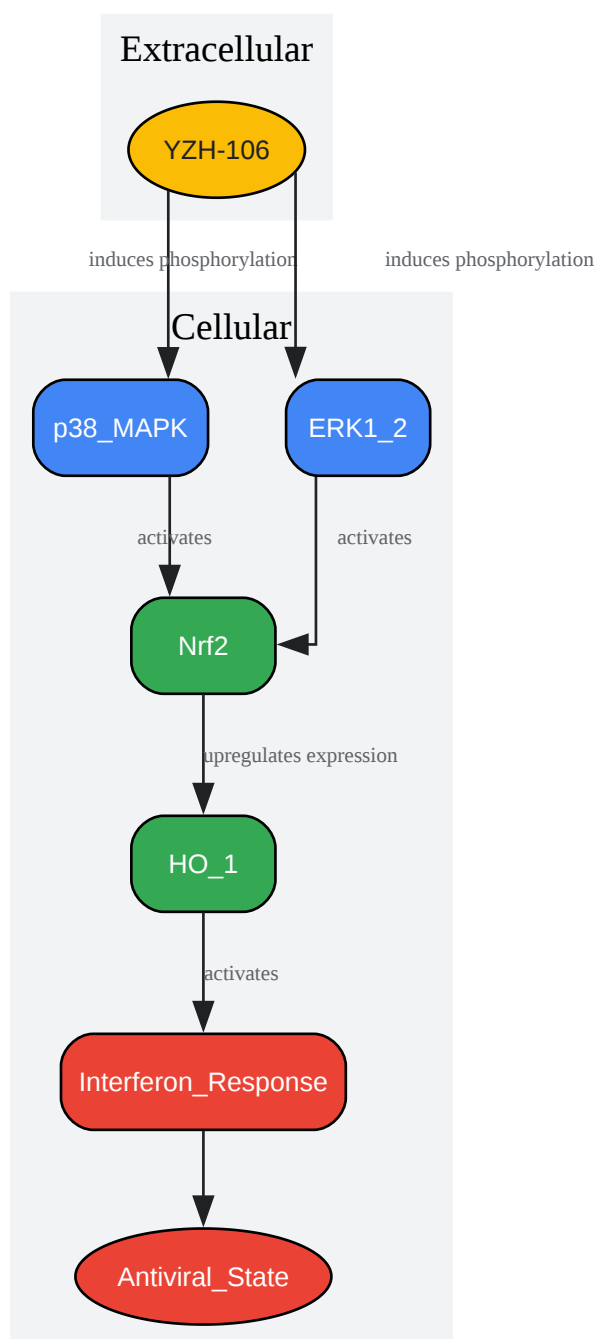 Extracellular
YZH-106
induces phosphorylation
induces phosphorylation
Cellular
p38_MAPK
ERK1_2
activates
activates
Nrf2
upregulates expression
HO_1
activates
Interferon_Response
Antiviral_State